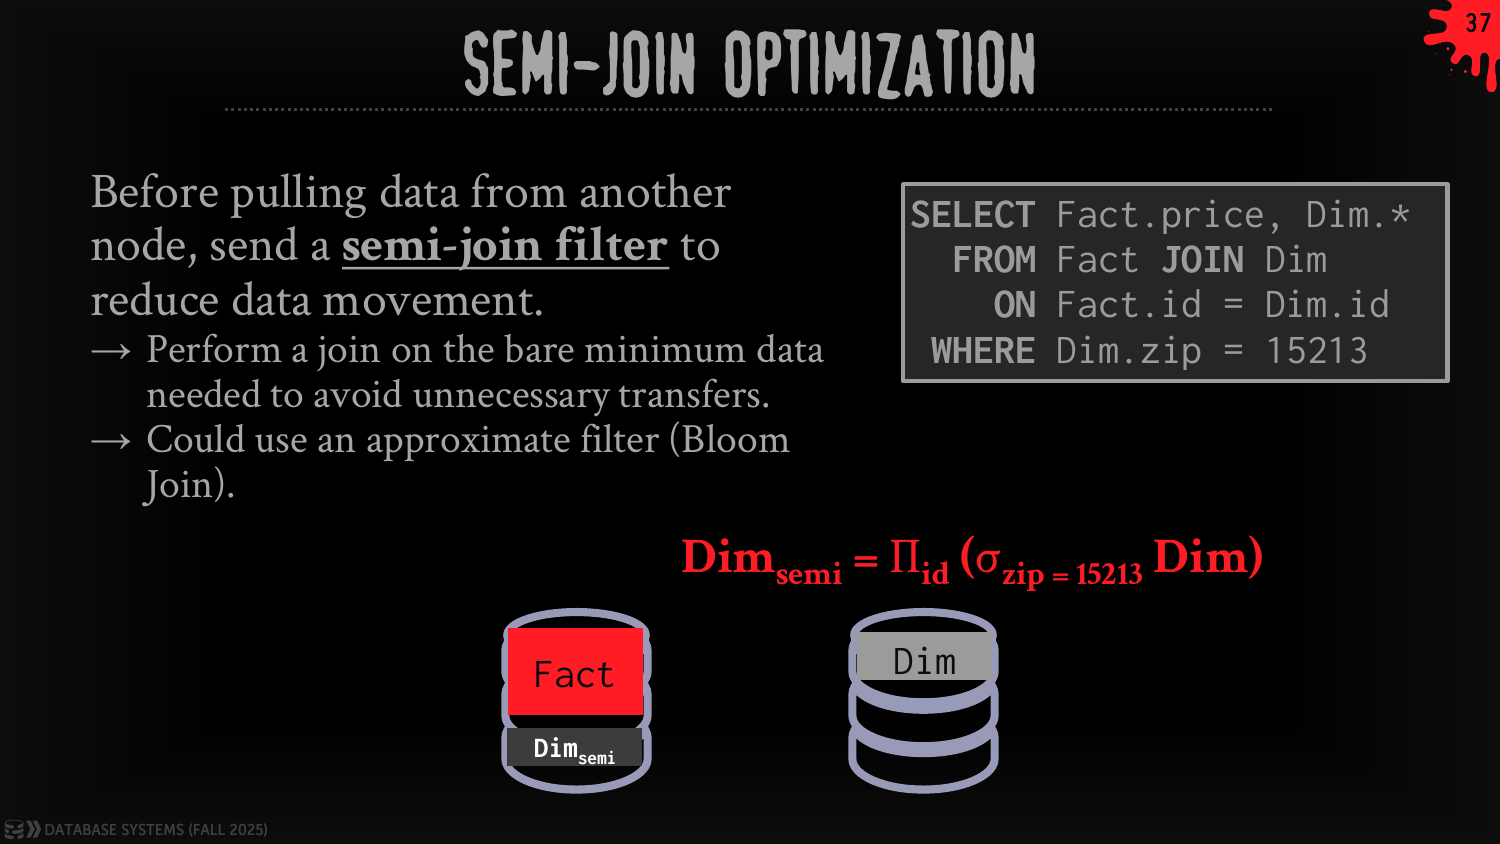 37
SEMI-JOIN OPTIMIZATION
Before pulling data from another
node, send a semi-join filter to
reduce data movement.
→ Perform a join on the bare minimum data
needed to avoid unnecessary transfers.
→ Could use an approximate filter (Bloom
Join).
SELECT Fact.price, Dim.*
FROM Fact JOIN Dim
ON Fact.id = Dim.id
WHERE Dim.zip = 15213
Dimsemi = Πid (σzip = 15213 Dim)
Fact
Dim
Dimsemi
DATABASE SYSTEMS (FALL 2025)